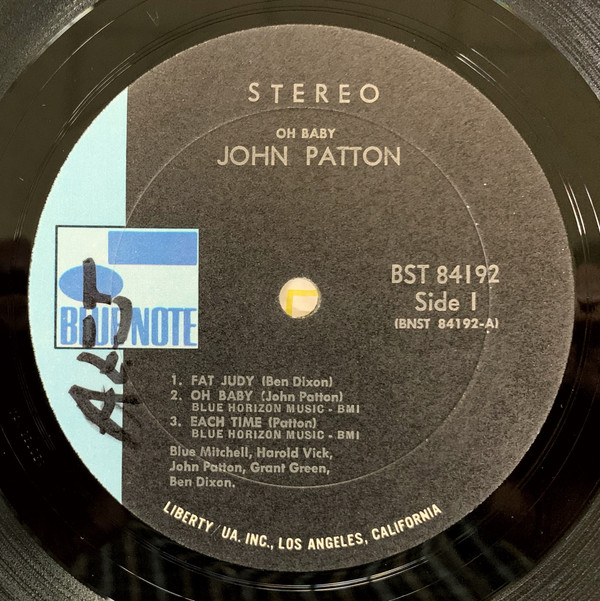 STEREO
OH BABY
JOHN PATTON
BST 84192
Side 1
(BNST 84192-A)
BLUE NOTE
1. FAT JUDY (Ben Dixon)
2. OH BABY (John Patton)
BLUE HORIZON MUSIC - BMI
3. EACH TIME (Patton)
BLUE HORIZON MUSIC - BMI
Blue Mitchell, Harold Vick,
John Patton, Grant Green,
Ben Dixon.
LIBERTY/UA. INC., LOS ANGELES, CALIFORNIA